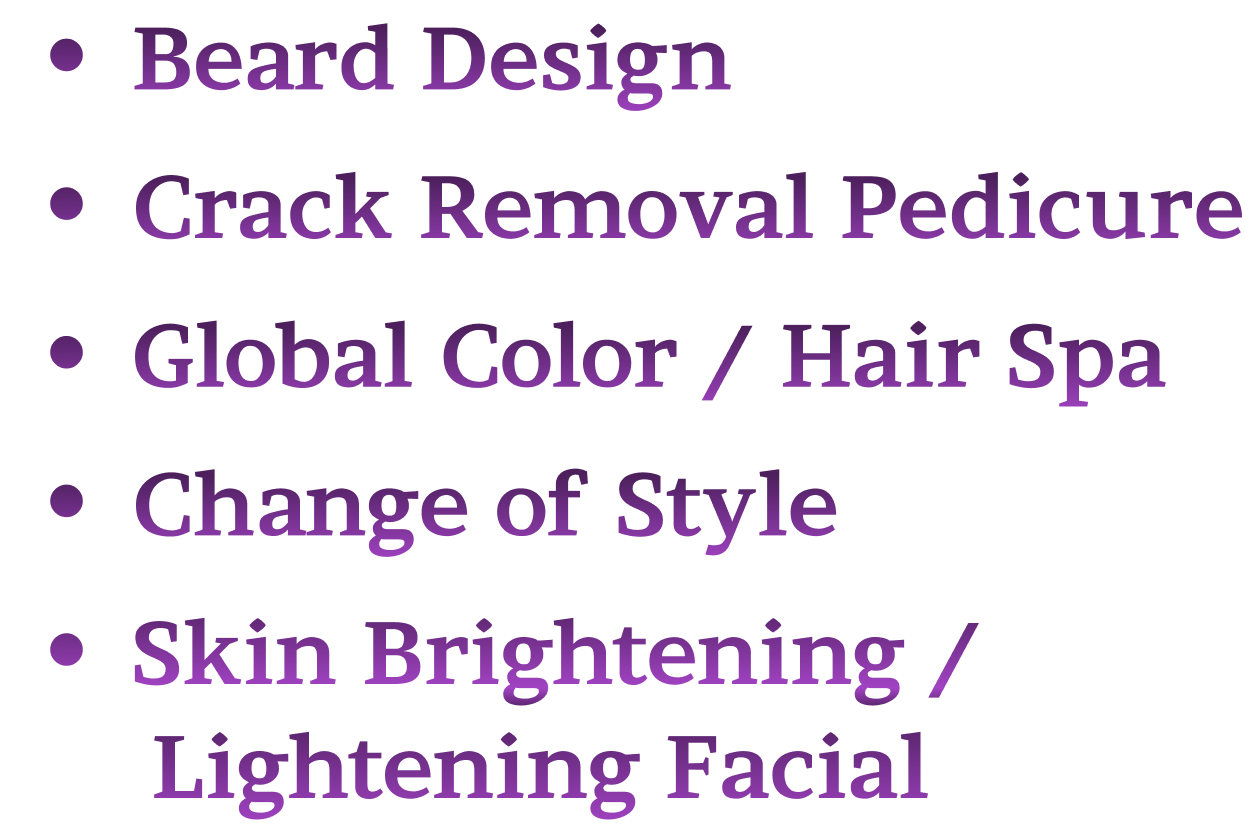 • Beard Design
• Crack Removal Pedicure
• Global Color / Hair Spa
• Change of Style
• Skin Brightening /
Lightening Facial